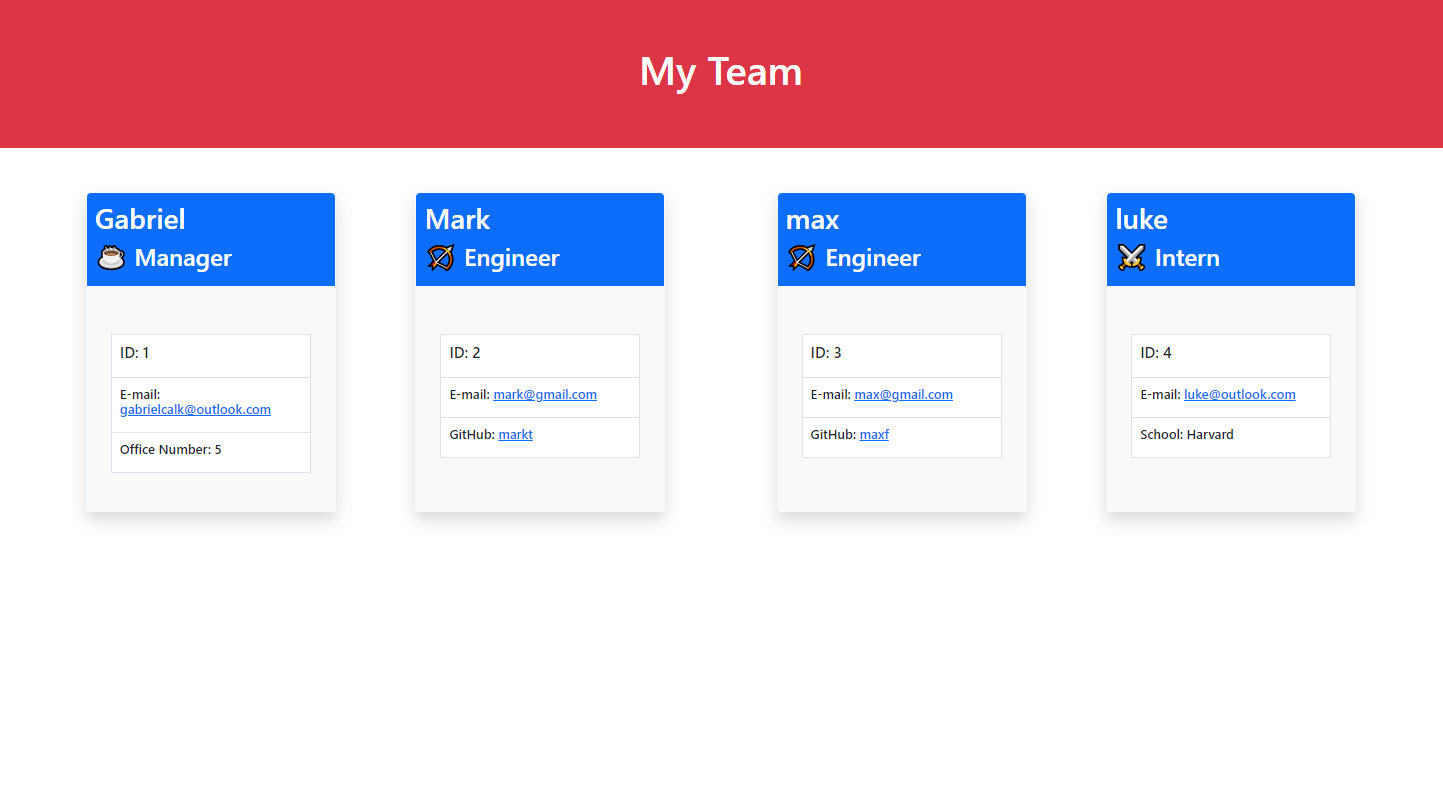 My Team
Gabriel
Manager
ID: 1
E-mail:
gabrielcalk@outlook.com
Office Number: 5
Mark
Engineer
ID: 2
E-mail: mark@gmail.com
GitHub: markt
max
Engineer
ID: 3
E-mail: max@gmail.com
GitHub: maxf
luke
Intern
ID: 4
E-mail: luke@outlook.com
School: Harvard